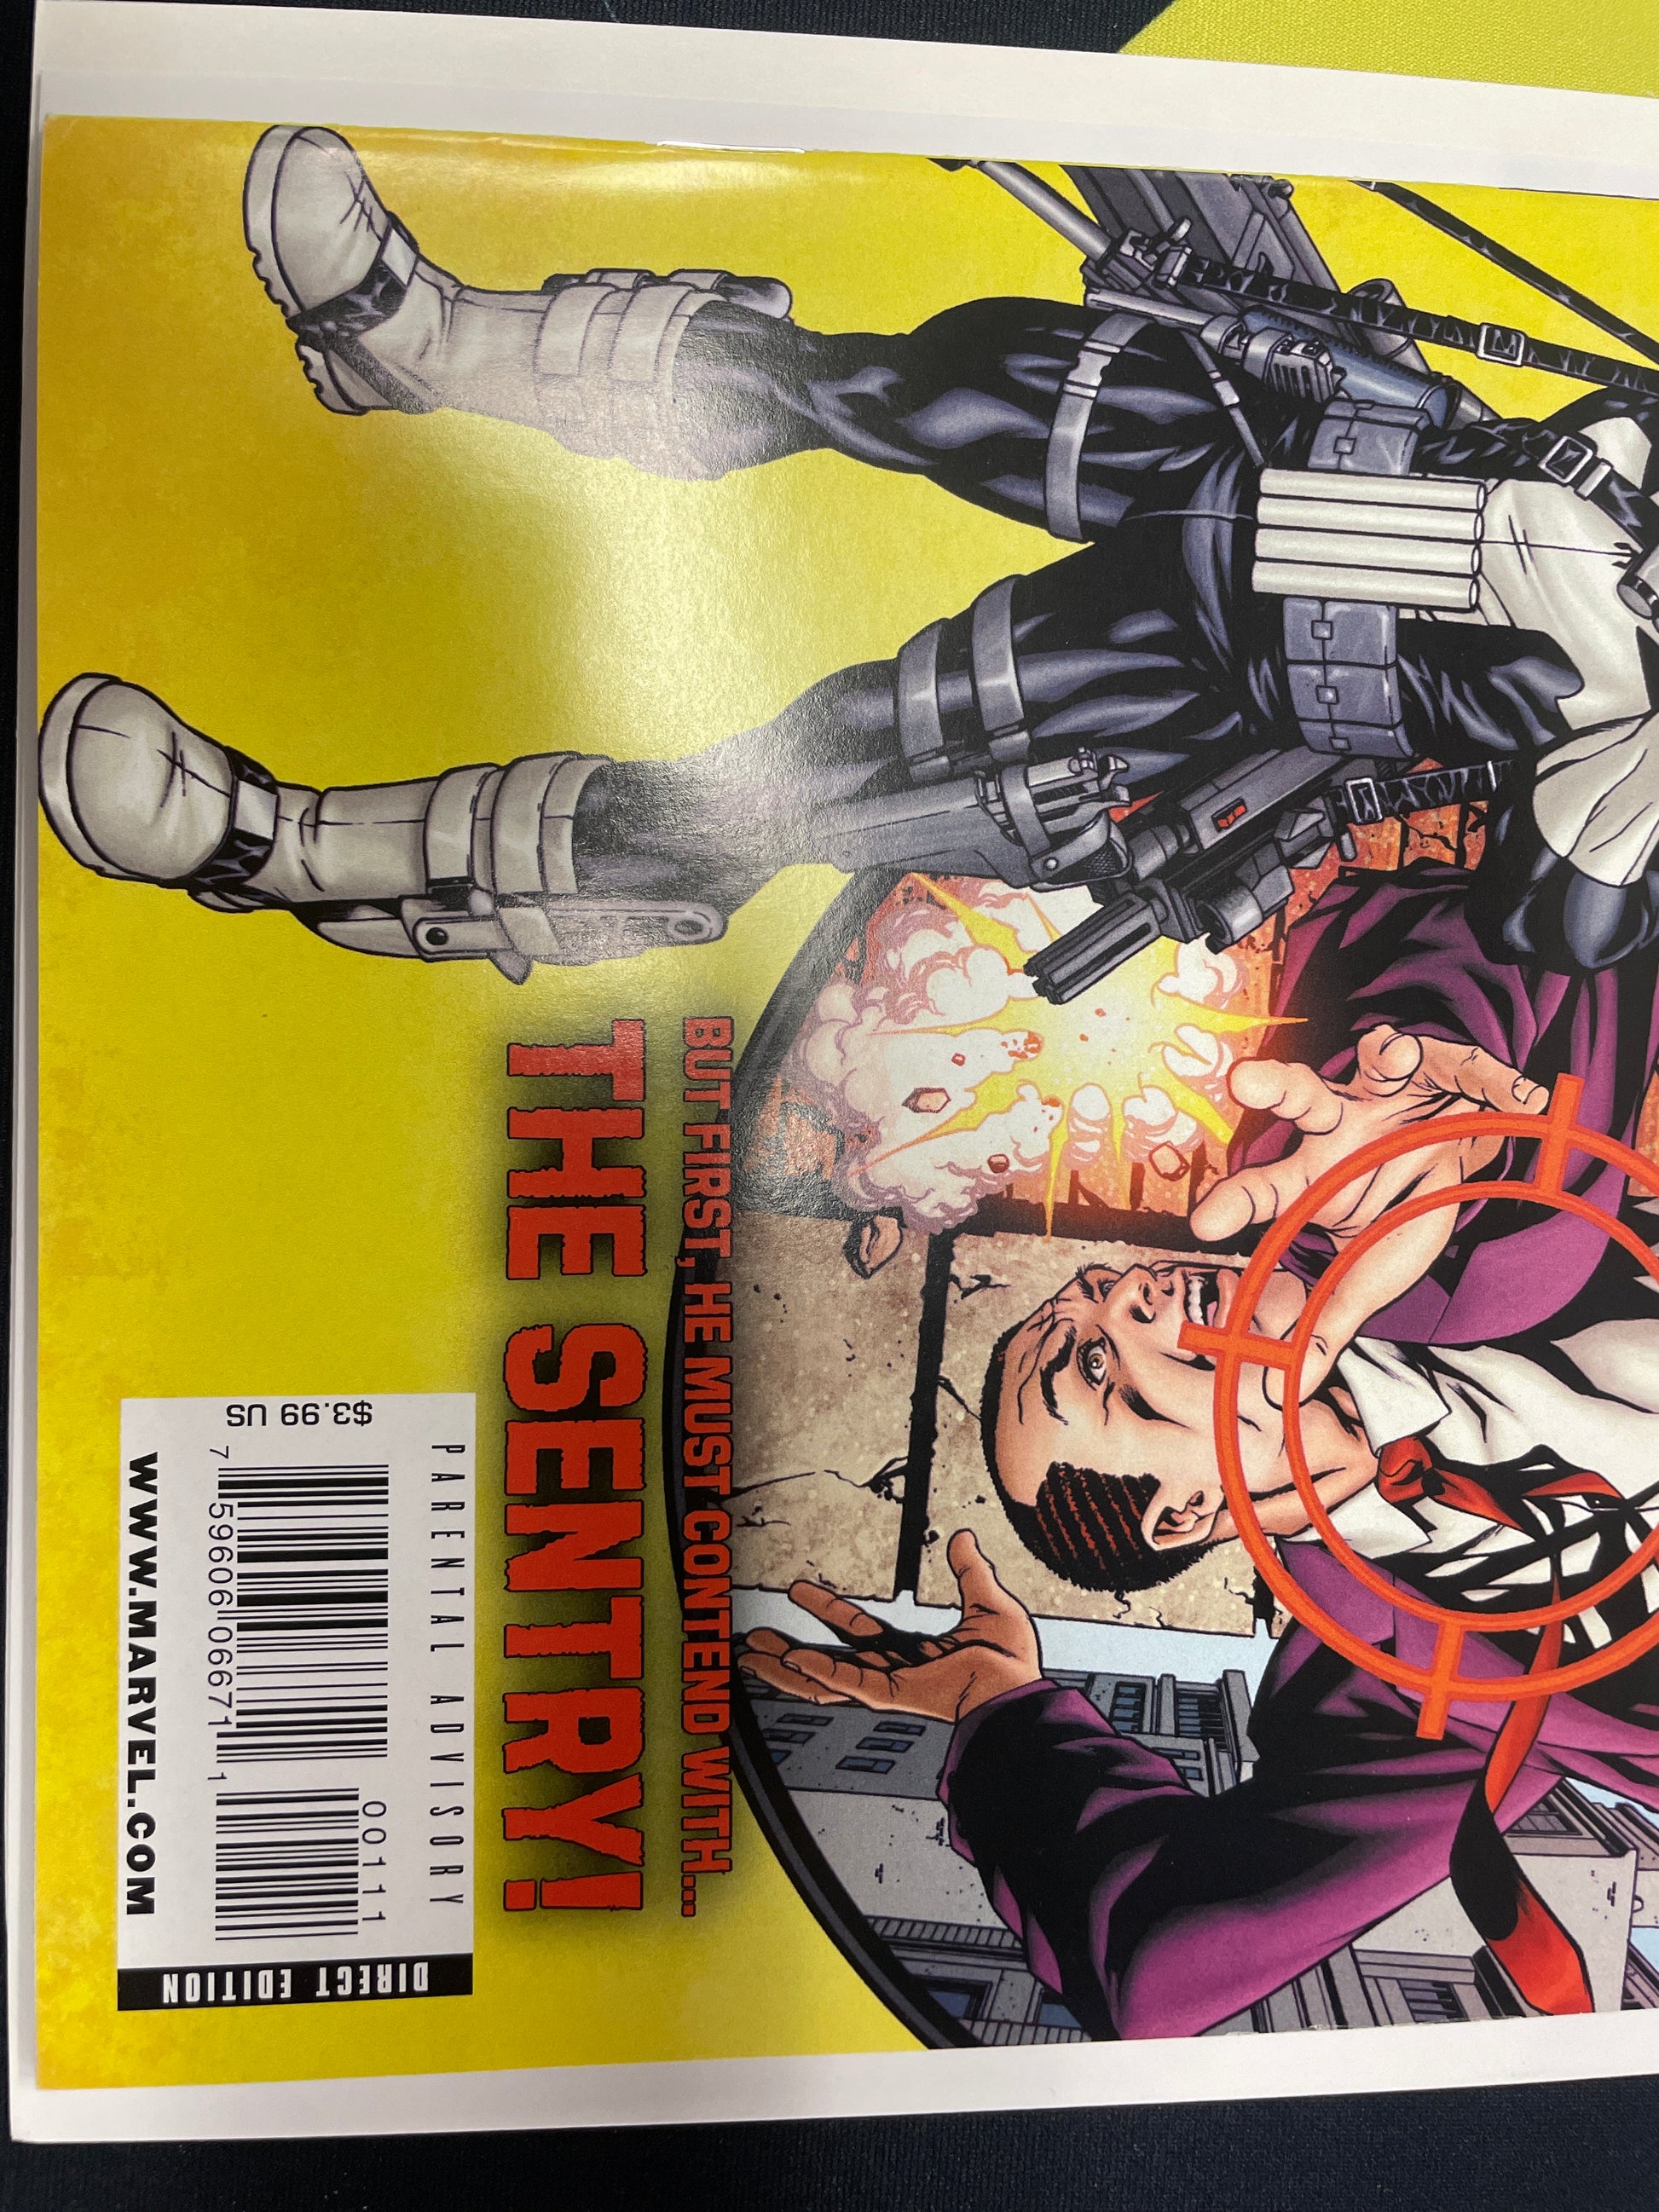 BUT FIRST, HE MUST CONTEND WITH...
THE SENTRY!
PARENTAL ADVISORY
$3.99 US
7 59606 06671 1
00111
DIRECT EDITION
WWW.MARVEL.COM